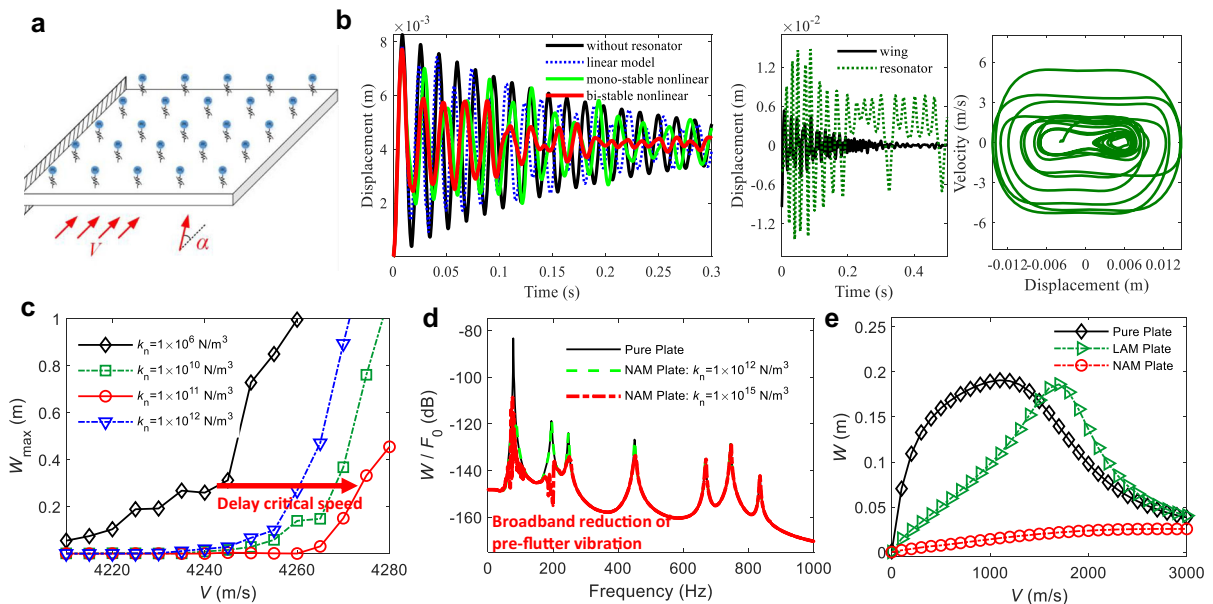 a
V
α
b
×10⁻³
8
6
4
2
Displacement (m)
0
0.05
0.1
0.15
0.2
0.25
0.3
Time (s)
without resonator
linear model
mono-stable nonlinear
bi-stable nonlinear
×10⁻²
1.2
0.6
0
-0.6
-1.2
Displacement (m)
0
0.2
0.4
Time (s)
wing
resonator
6
3
0
-3
-6
Velocity (m/s)
-0.012
-0.006
0
0.006
0.012
Displacement (m)
c
1
0.8
0.6
0.4
0.2
W_max (m)
k_n=1×10⁶ N/m³
k_n=1×10¹⁰ N/m³
k_n=1×10¹¹ N/m³
k_n=1×10¹² N/m³
Delay critical speed
4220
4240
4260
4280
V (m/s)
d
-80
-100
-120
-140
-160
W / F₀ (dB)
Pure Plate
NAM Plate: k_n=1×10¹² N/m³
NAM Plate: k_n=1×10¹⁵ N/m³
Broadband reduction of
pre-flutter vibration
0
200
400
600
800
1000
Frequency (Hz)
e
0.25
0.2
0.15
0.1
0.05
0.00
W (m)
Pure Plate
LAM Plate
NAM Plate
0
1000
2000
3000
V (m/s)